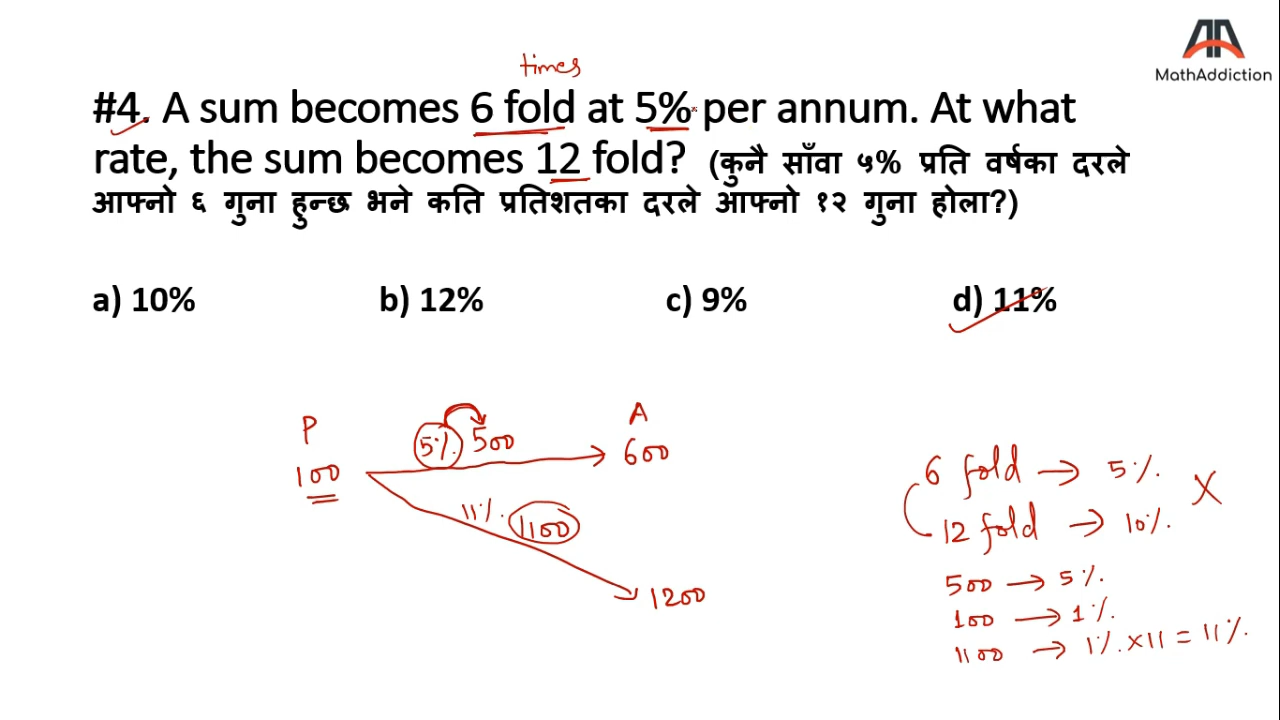 MathAddiction
times
#4. A sum becomes 6 fold at 5% per annum. At what
rate, the sum becomes 12 fold? (कुनै साँवा ५% प्रति वर्षका दरले
आफ्नो ६ गुना हुन्छ भने कति प्रतिशतका दरले आफ्नो १२ गुना होला?)
a) 10% b) 12% c) 9% d) 11%
P 5% 500 A
100 600
11% 1100
1200
6 fold → 5%
12 fold → 10% X
500 → 5%
100 → 1%
1100 → 1% × 11 = 11%